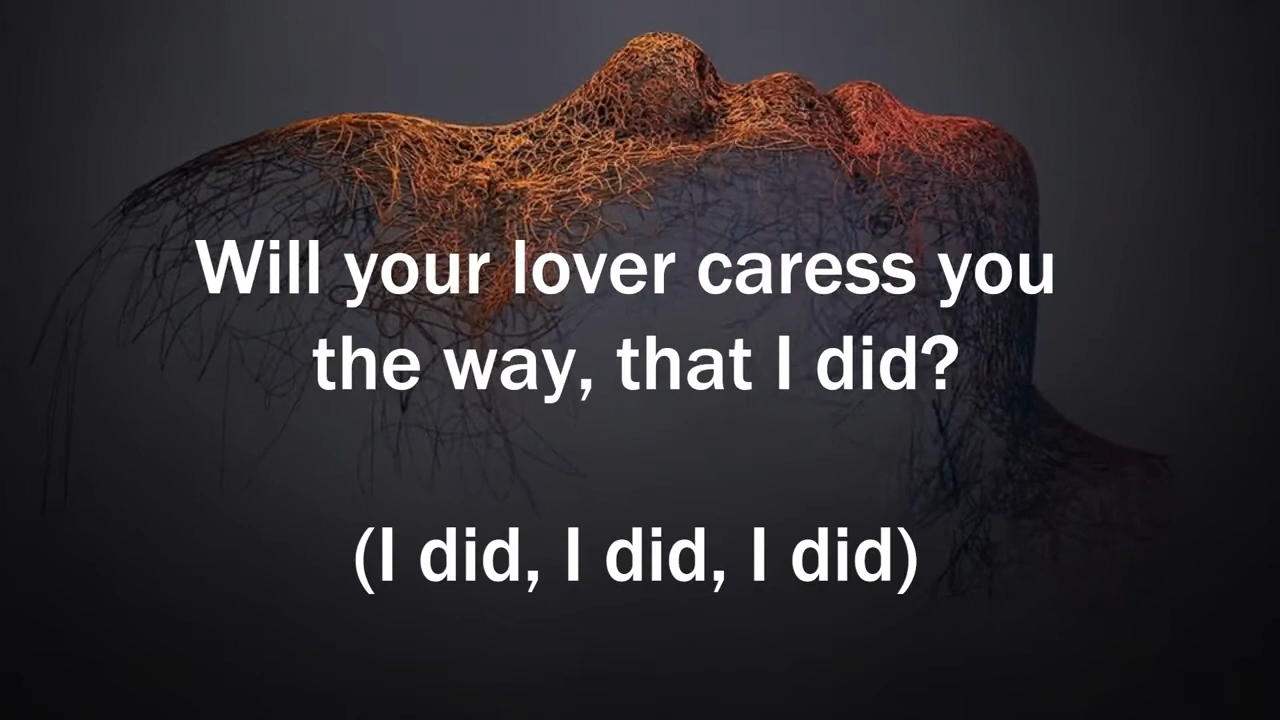 Will your lover caress you
the way, that I did?
(I did, I did, I did)